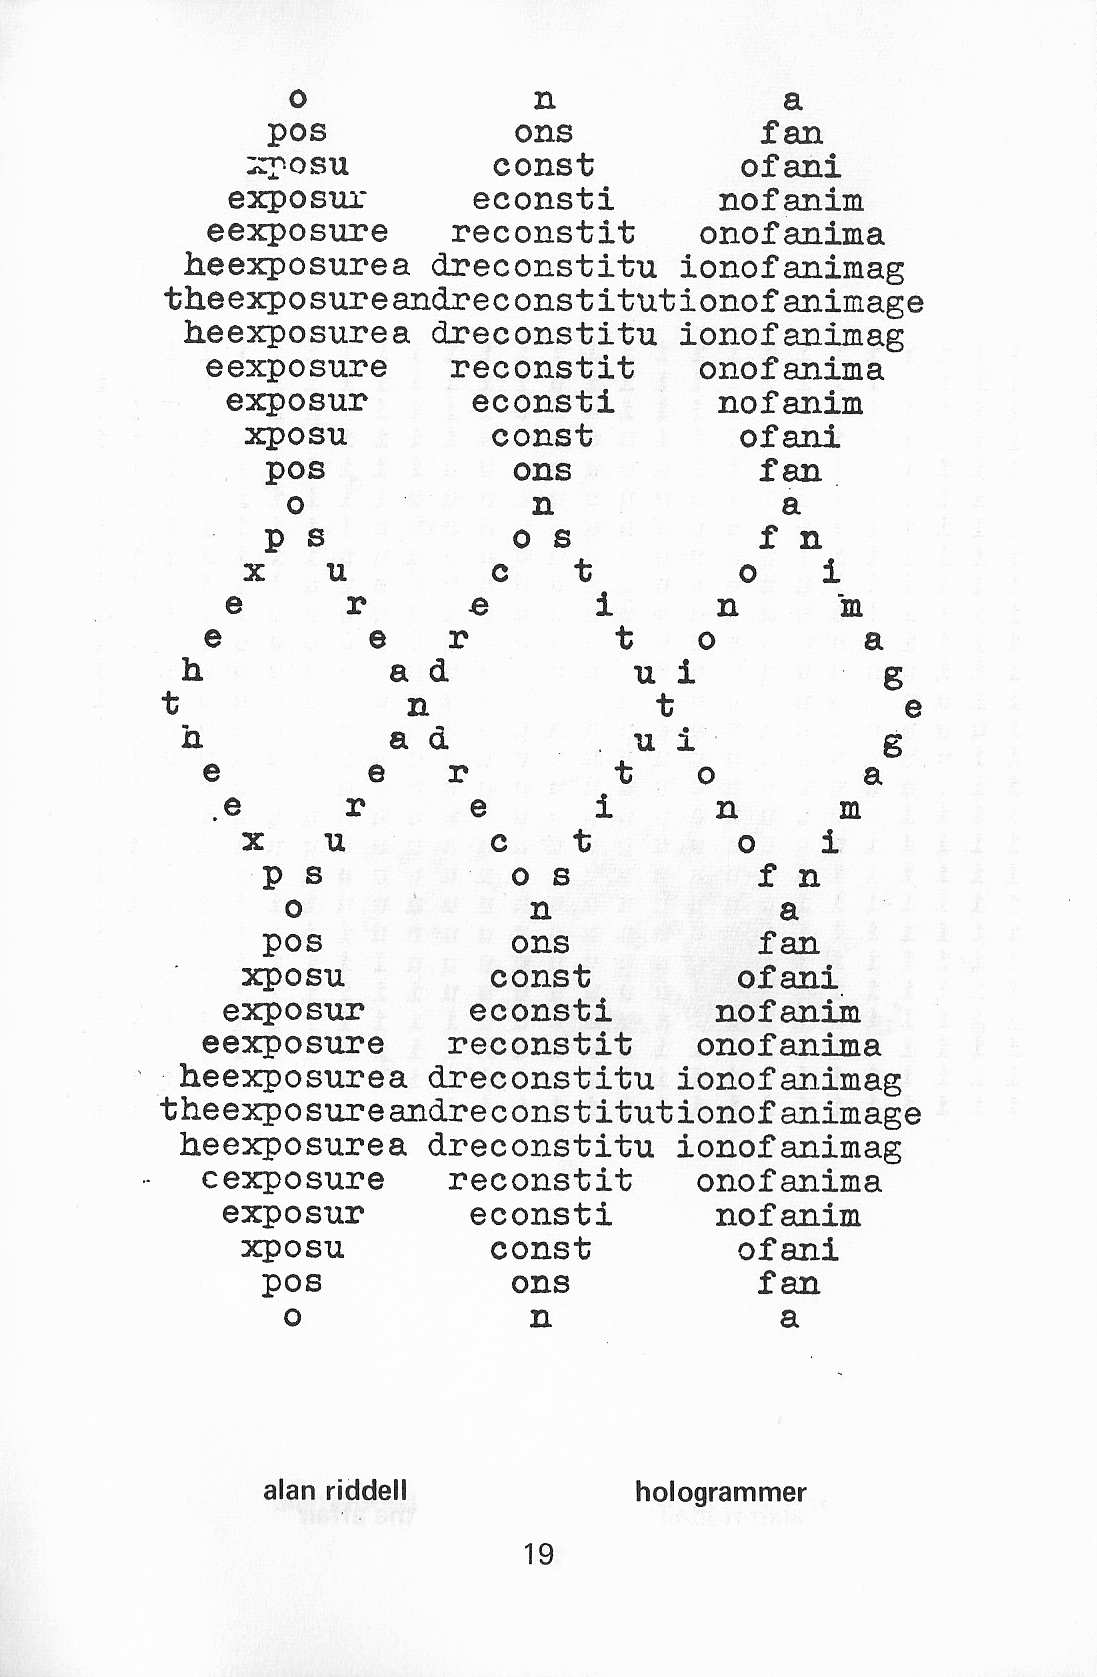 o n a
pos ons fan
xposu const ofani
exposur econsti nofanim
eexposure reconstit onofanima
heexposurea dreconstitu ionofanimag
theexposureandreconstitutionofanimage
heexposurea dreconstitu ionofanimag
eexposure reconstit onofanima
exposur econsti nofanim
xposu const ofani
pos ons fan
o n a
p s o s f n
x u c t o i
e r e i n m
e e r t o a
h a d u i g
t n t e
h a d u i g
e e r t o a
e r e i n m
x u c t o i
p s o s f n
o n a
pos ons fan
xposu const ofani
exposur econsti nofanim
eexposure reconstit onofanima
heexposurea dreconstitu ionofanimag
theexposureandreconstitutionofanimage
heexposurea dreconstitu ionofanimag
cexposure reconstit onofanima
exposur econsti nofanim
xposu const ofani
pos ons fan
o n a
alan riddell hologrammer
19